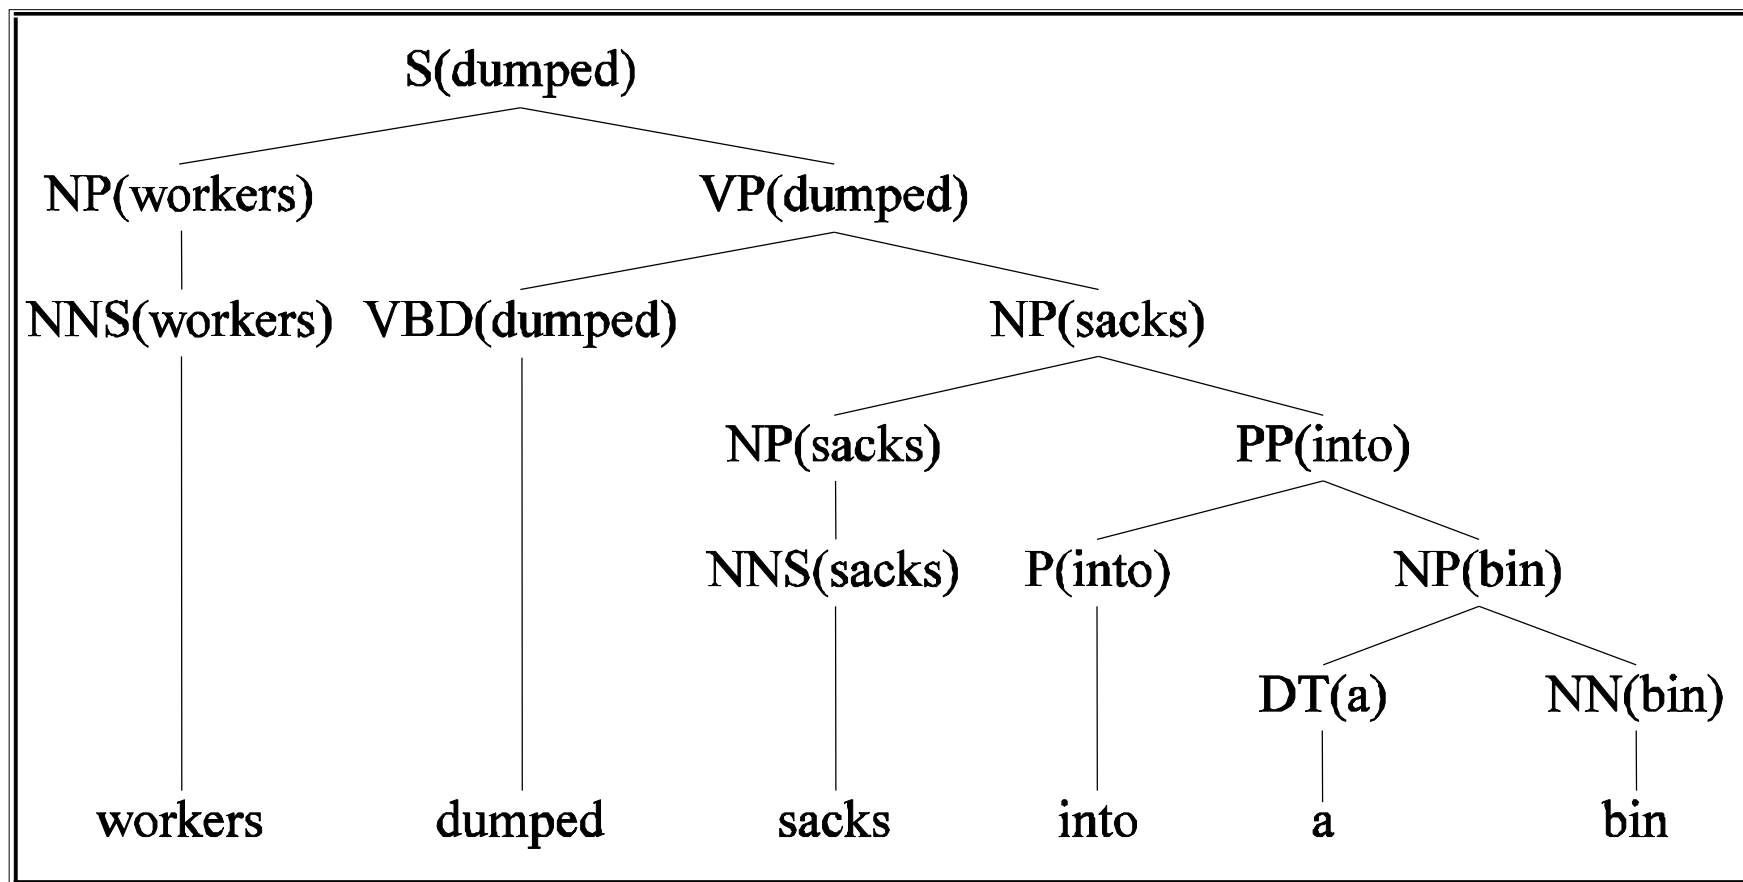 S(dumped)
NP(workers) VP(dumped)
NNS(workers) VBD(dumped) NP(sacks)
NP(sacks) PP(into)
NNS(sacks) P(into) NP(bin)
DT(a) NN(bin)
workers dumped sacks into a bin